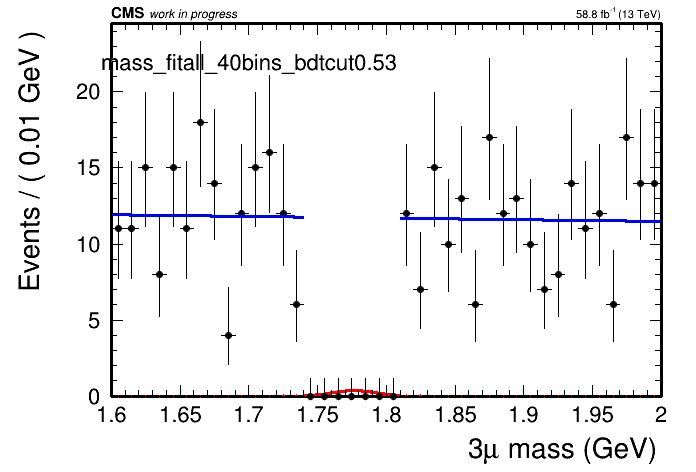 CMS work in progress
58.8 fb-1 (13 TeV)
mass_fitall_40bins_bdtcut0.53
Events / ( 0.01 GeV )
20
15
10
5
0
1.6 1.65 1.7 1.75 1.8 1.85 1.9 1.95 2
3μ mass (GeV)